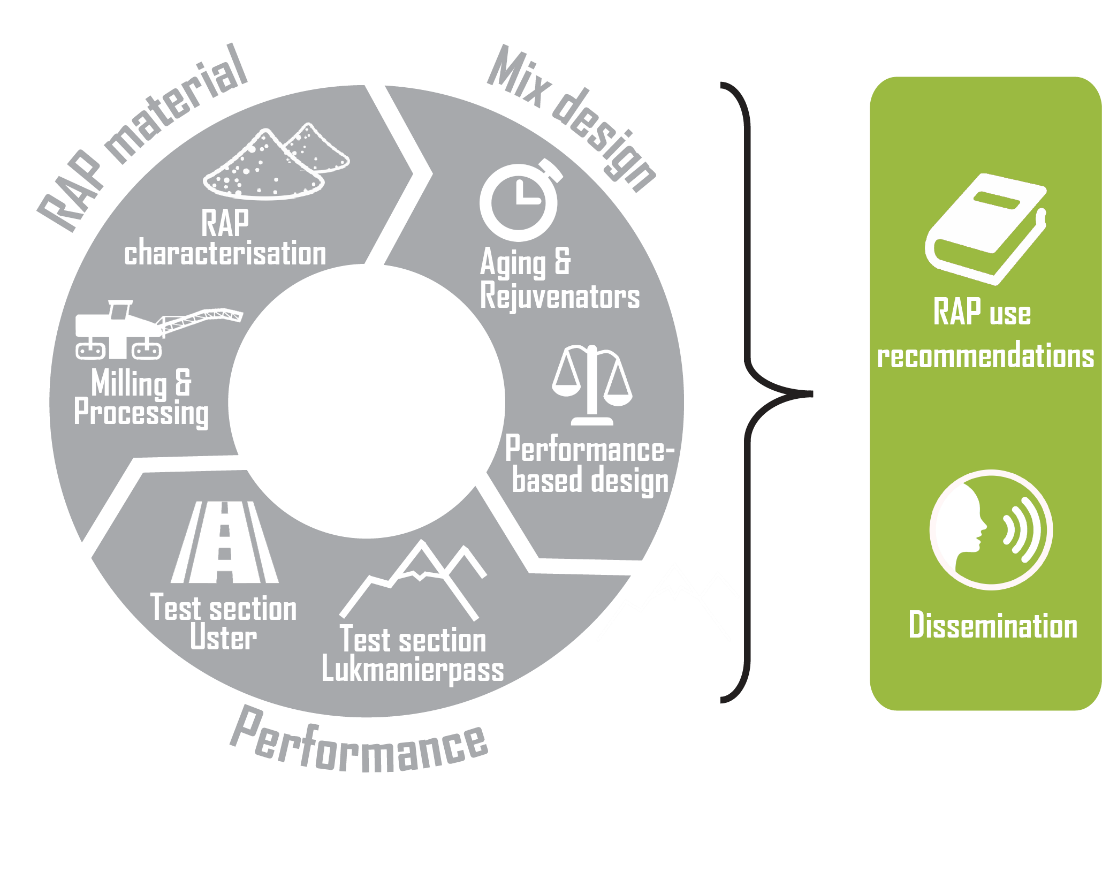 RAP material
RAP
characterisation
Milling &
Processing
Mix design
Aging &
Rejuvenators
Performance-
based design
Test section
Uster
Test section
Lukmanierpass
Performance
RAP use
recommendations
Dissemination